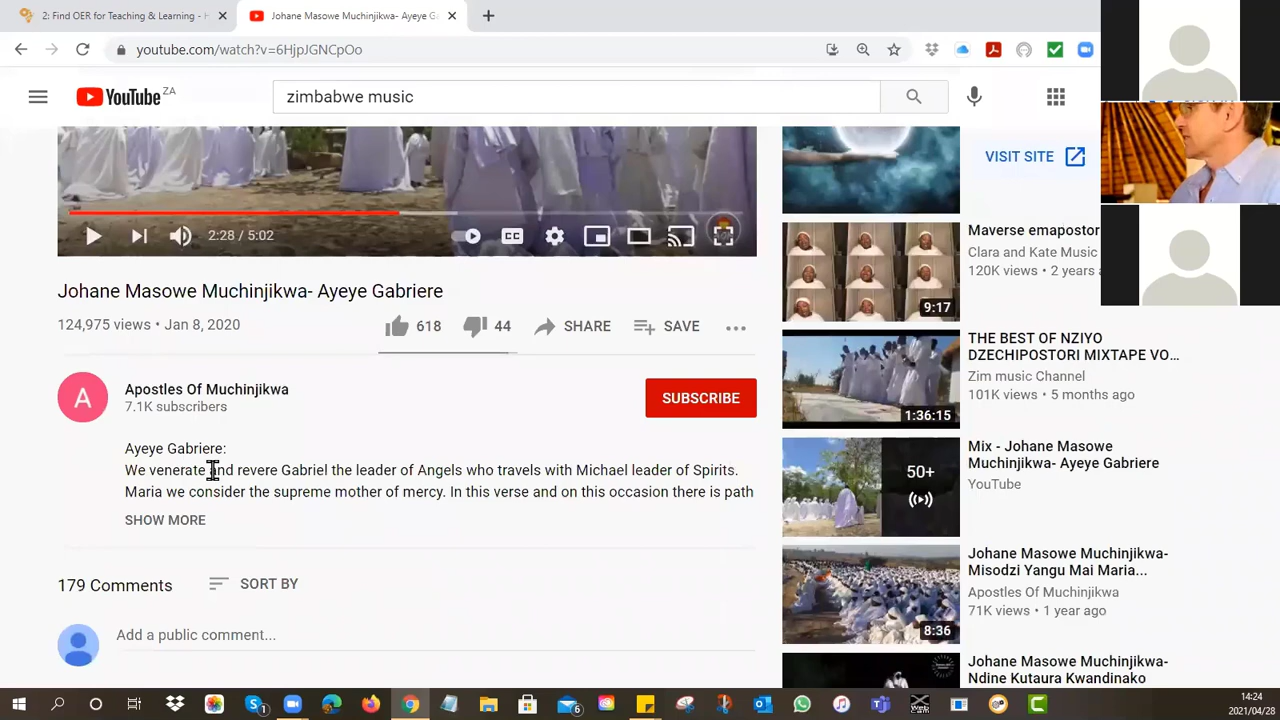 2: Find OER for Teaching & Learning - H
Johane Masowe Muchinjikwa- Ayeye Ga
youtube.com/watch?v=6HjpJGNCpOo
YouTube ZA
zimbabwe music
VISIT SITE
2:28 / 5:02
CC
Johane Masowe Muchinjikwa- Ayeye Gabriere
124,975 views • Jan 8, 2020
618
44
SHARE
SAVE
A
Apostles Of Muchinjikwa
7.1K subscribers
SUBSCRIBE
Ayeye Gabriere:
We venerate and revere Gabriel the leader of Angels who travels with Michael leader of Spirits.
Maria we consider the supreme mother of mercy. In this verse and on this occasion there is path
SHOW MORE
179 Comments
SORT BY
Add a public comment...
Maverse emapostor
Clara and Kate Music
120K views • 2 years a
9:17
THE BEST OF NZIYO
DZECHIPOSTORI MIXTAPE VO...
Zim music Channel
101K views • 5 months ago
1:36:15
Mix - Johane Masowe
Muchinjikwa- Ayeye Gabriere
YouTube
50+
Johane Masowe Muchinjikwa-
Misodzi Yangu Mai Maria...
Apostles Of Muchinjikwa
71K views • 1 year ago
8:36
Johane Masowe Muchinjikwa-
Ndine Kutaura Kwandinako
14:24
2021/04/28